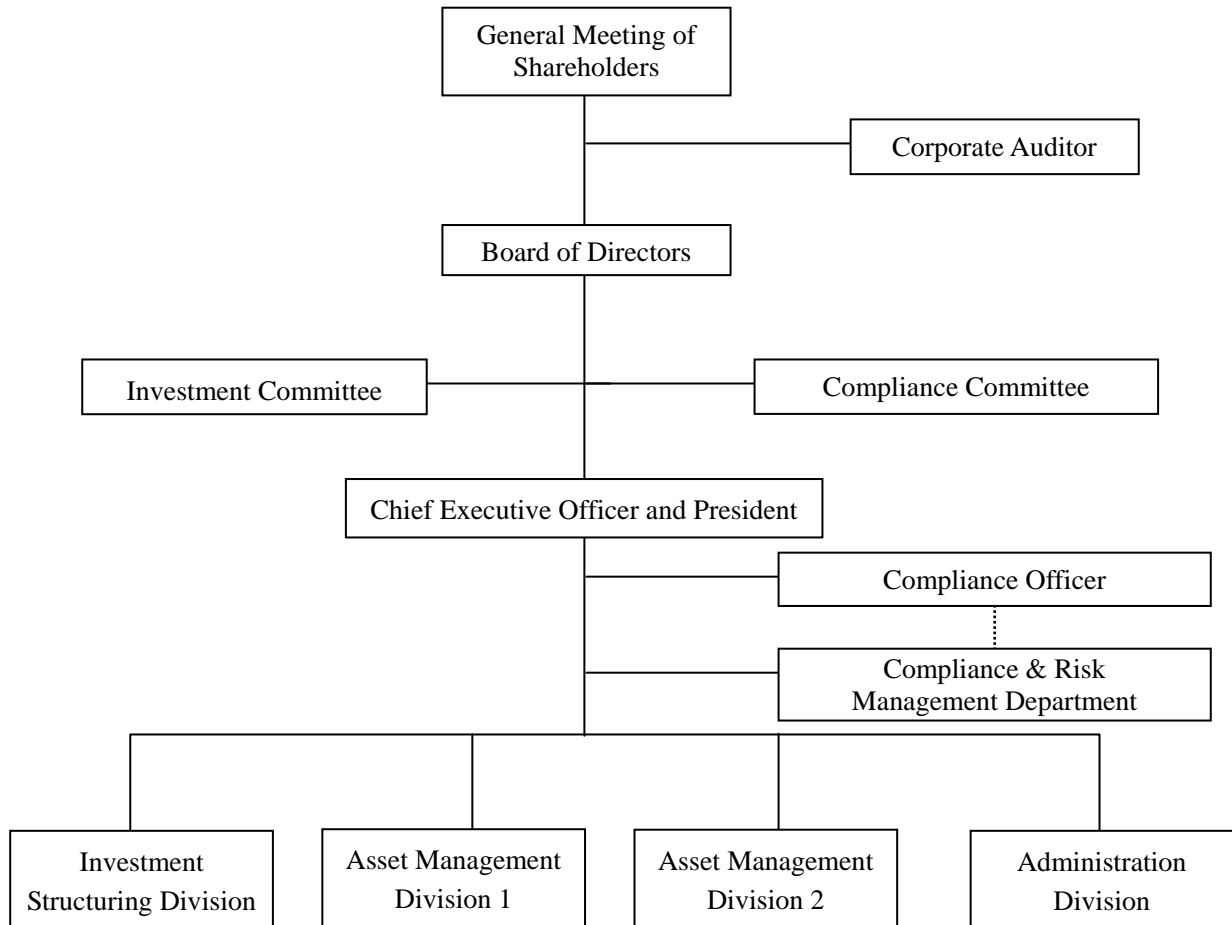 General Meeting of
Shareholders
Corporate Auditor
Board of Directors
Investment Committee
Compliance Committee
Chief Executive Officer and President
Compliance Officer
Compliance & Risk
Management Department
Investment
Structuring Division
Asset Management
Division 1
Asset Management
Division 2
Administration
Division